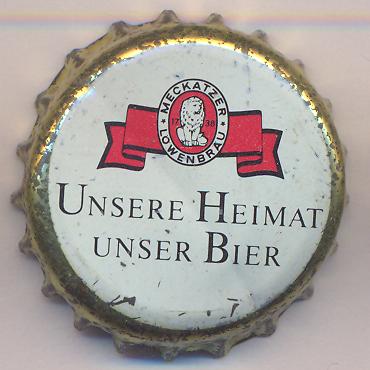 MECKATZER
17 38
LÖWENBRÄU
UNSERE HEIMAT
UNSER BIER